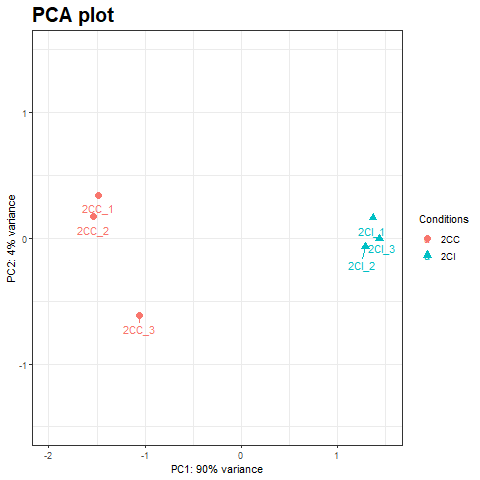 PCA plot
PC2: 4% variance
1
0
-1
2CC_1
2CC_2
2CC_3
2CI_1
2CI_3
2CI_2
-2
-1
0
1
PC1: 90% variance
Conditions
2CC
2CI